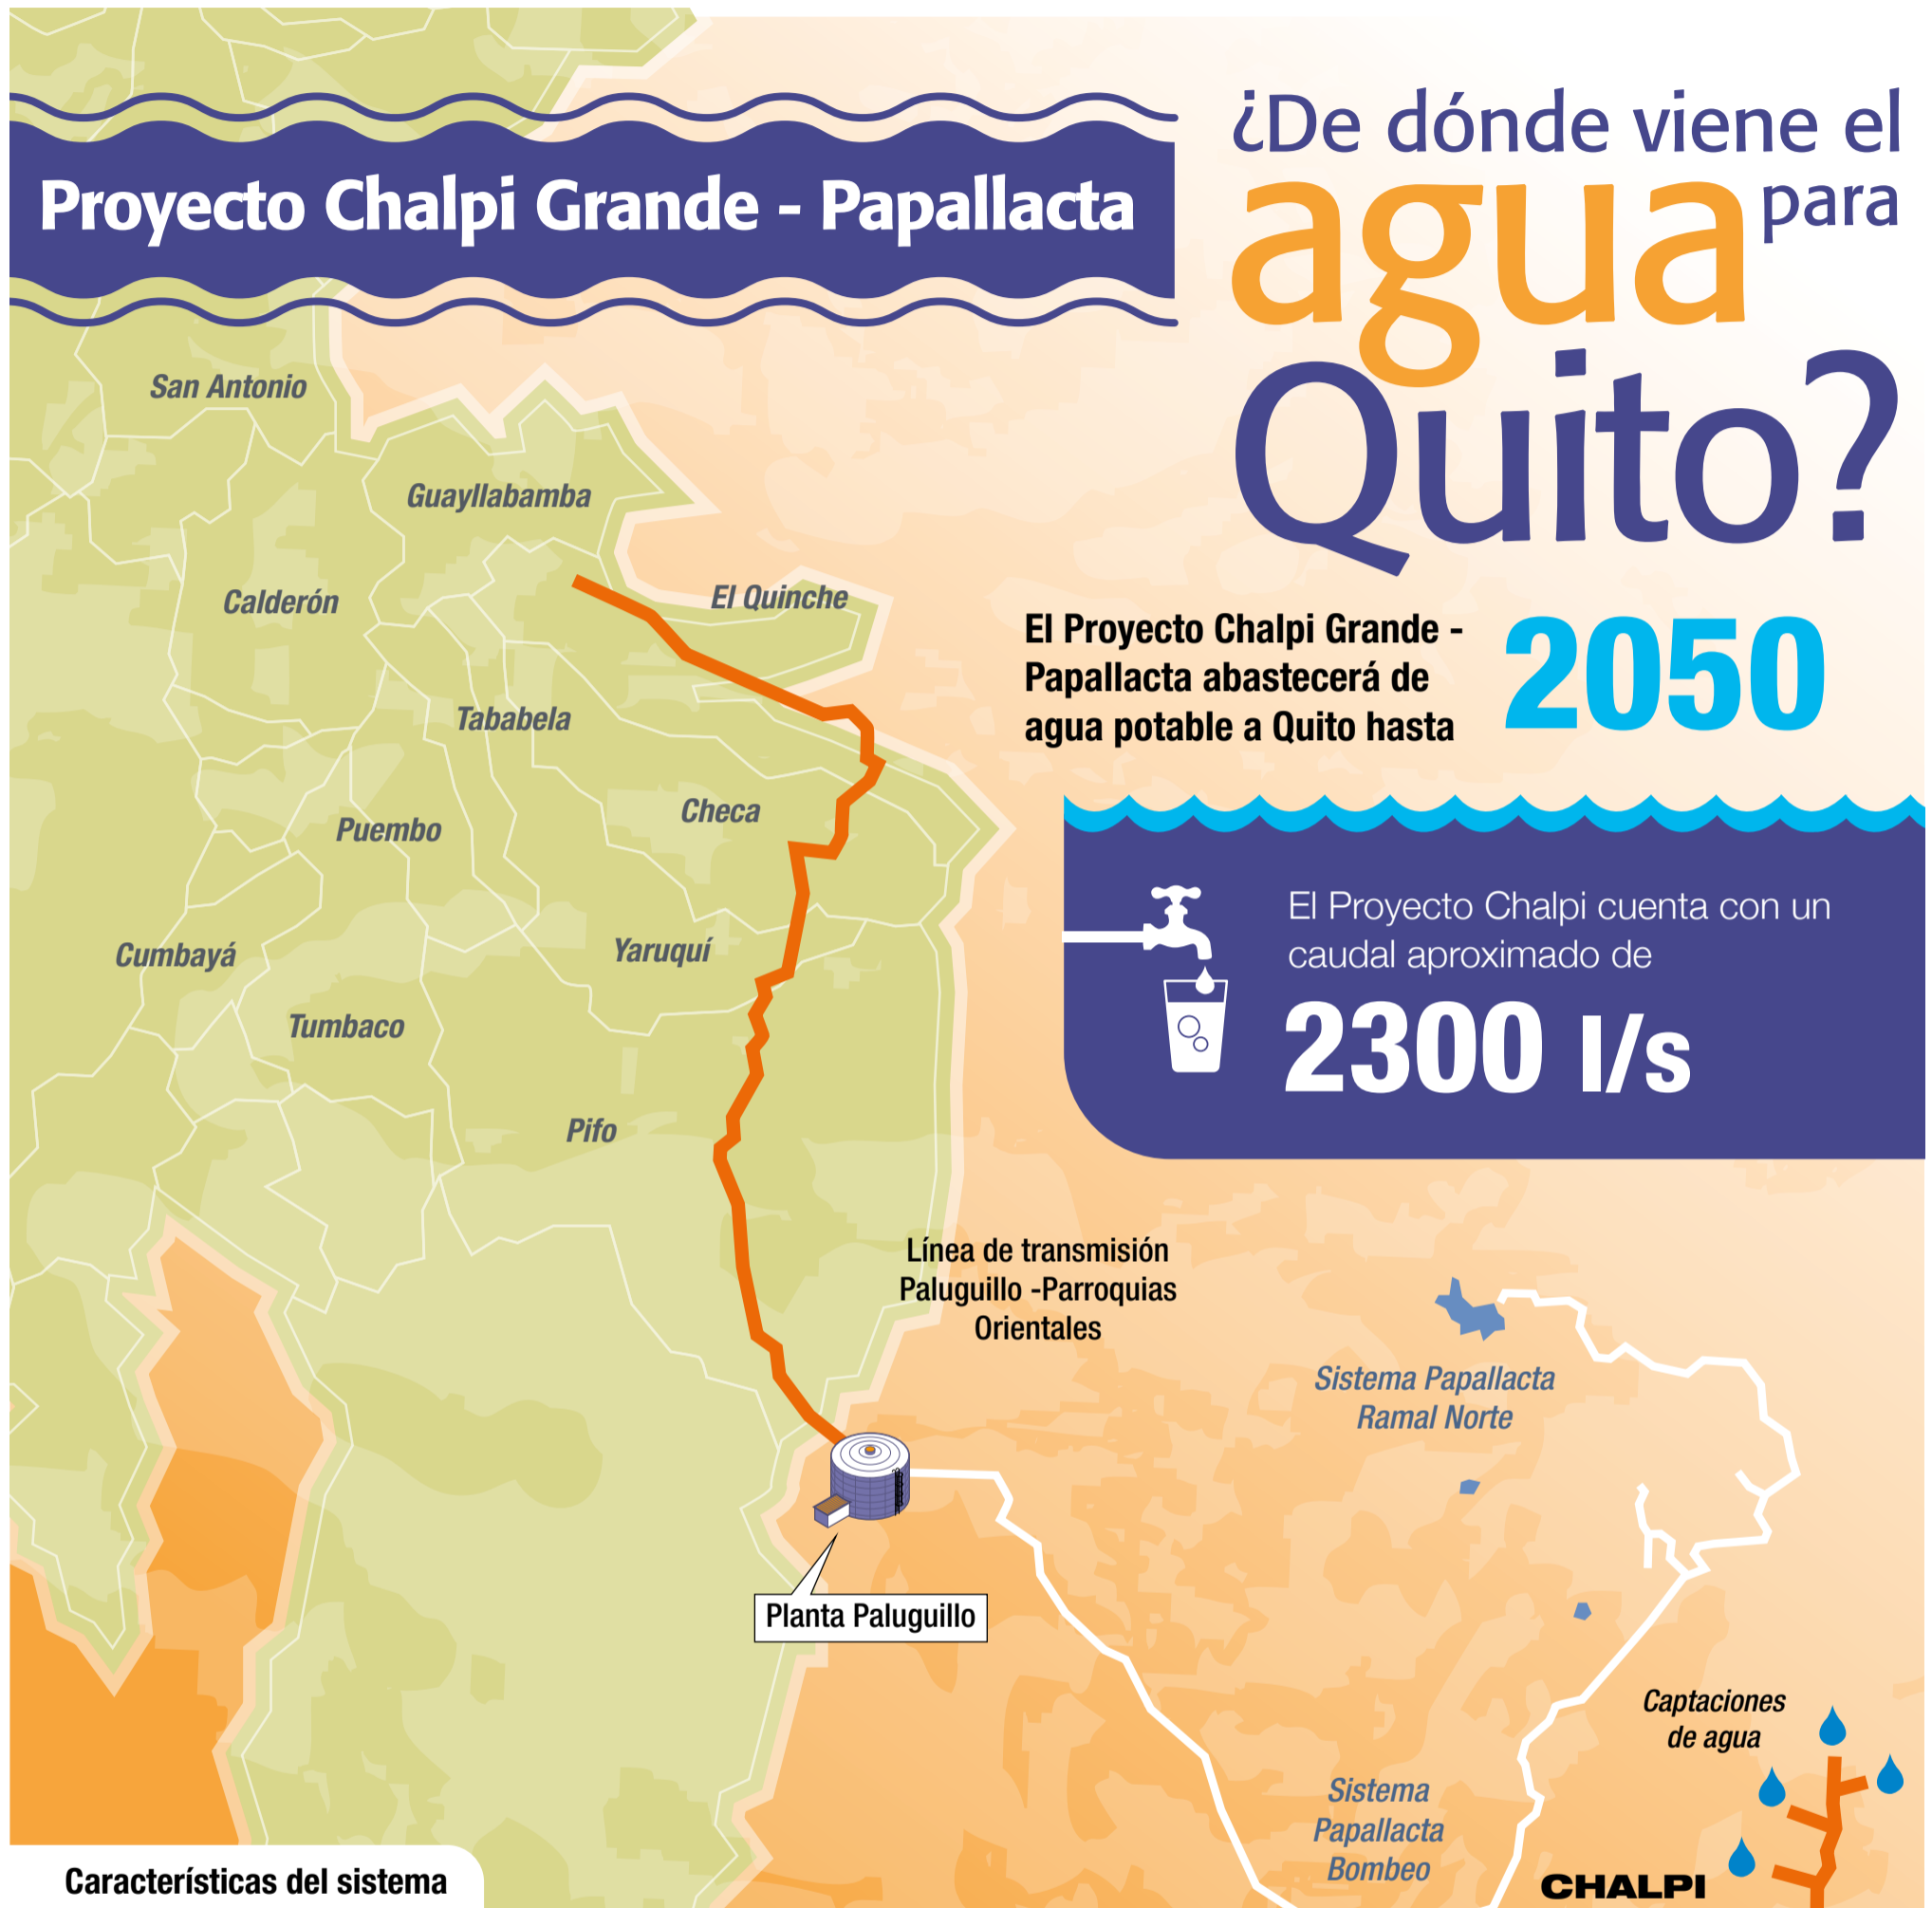 Proyecto Chalpi Grande - Papallacta
¿De dónde viene el
agua para
Quito?
San Antonio
Guayllabamba
Calderón
El Quinche
Tababela
Checa
Puembo
Cumbayá
Yaruquí
Tumbaco
Pifo
El Proyecto Chalpi Grande -
Papallacta abastecerá de
agua potable a Quito hasta
2050
El Proyecto Chalpi cuenta con un
caudal aproximado de
2300 l/s
Línea de transmisión
Paluguillo -Parroquias
Orientales
Sistema Papallacta
Ramal Norte
Planta Paluguillo
Captaciones
de agua
Sistema
Papallacta
Bombeo
CHALPI
Características del sistema